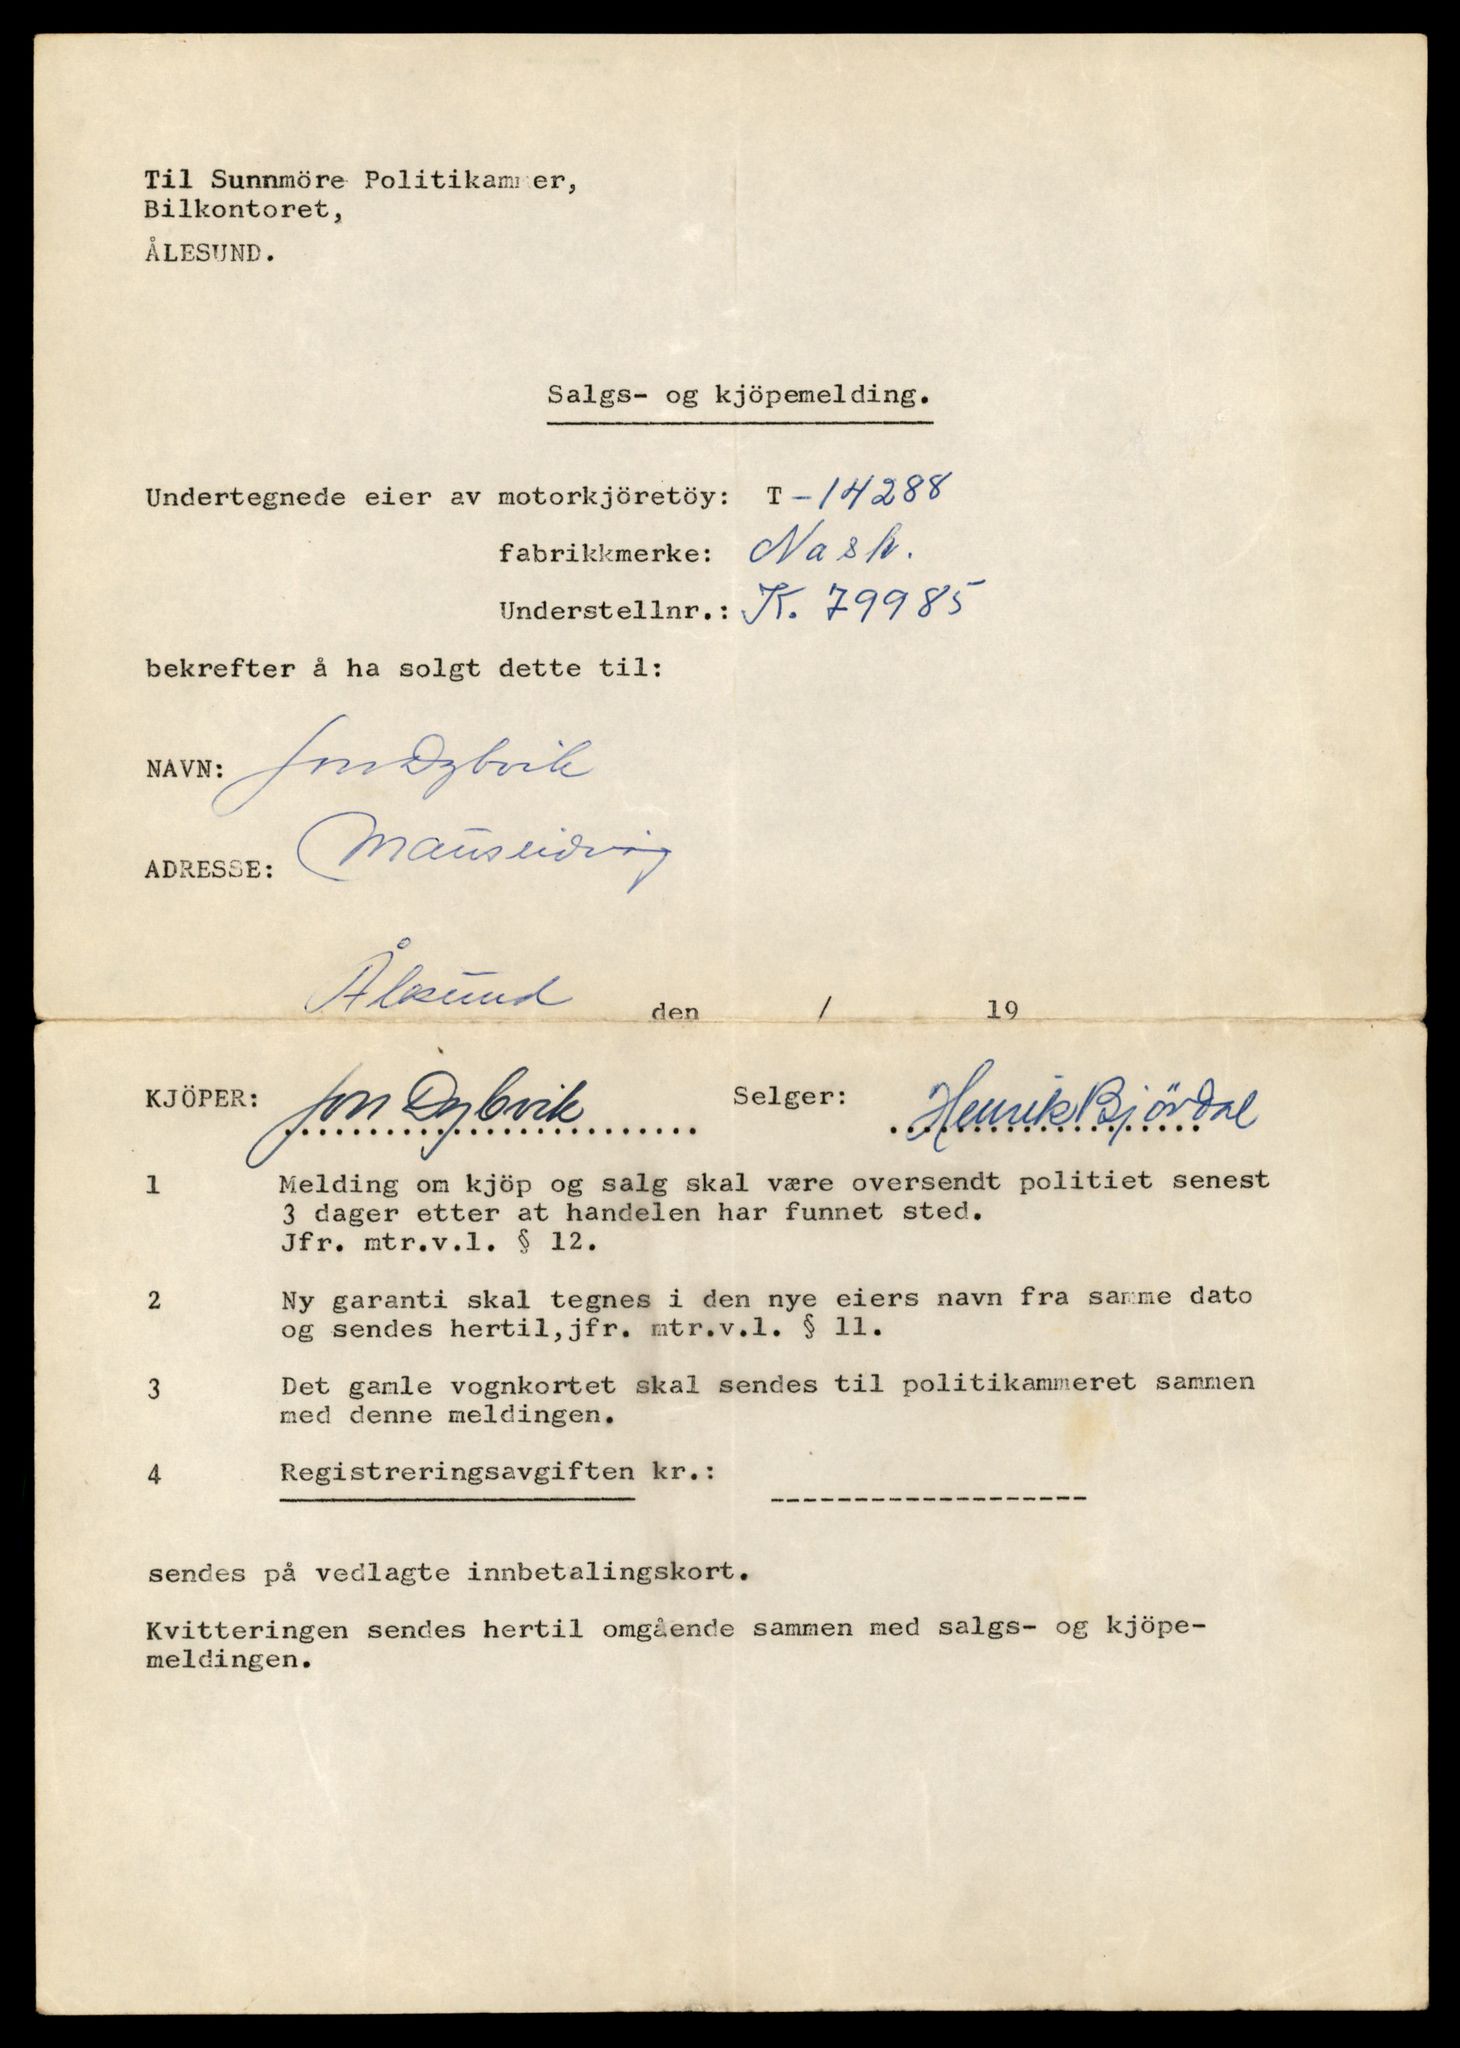 Til Sunnmöre Politikammer,
Bilkontoret,
ÅLESUND.
Salgs- og kjöpemelding.
Undertegnede eier av motorkjöretöy: T-14288
fabrikkmerke: Nash.
Understellnr.: K. 79985
bekrefter å ha solgt dette til:
NAVN: Jon Dybvik
ADRESSE: Mauseidvåg
Ålesund den / 19
KJÖPER: Jon Dybvik Selger: Henrik Björdal
1 Melding om kjöp og salg skal være oversendt politiet senest
3 dager etter at handelen har funnet sted.
Jfr. mtr.v.l. § 12.
2 Ny garanti skal tegnes i den nye eiers navn fra samme dato
og sendes hertil,jfr. mtr.v.l. § 11.
3 Det gamle vognkortet skal sendes til politikammeret sammen
med denne meldingen.
4 Registreringsavgiften kr.:
sendes på vedlagte innbetalingskort.
Kvitteringen sendes hertil omgående sammen med salgs- og kjöpe-
meldingen.